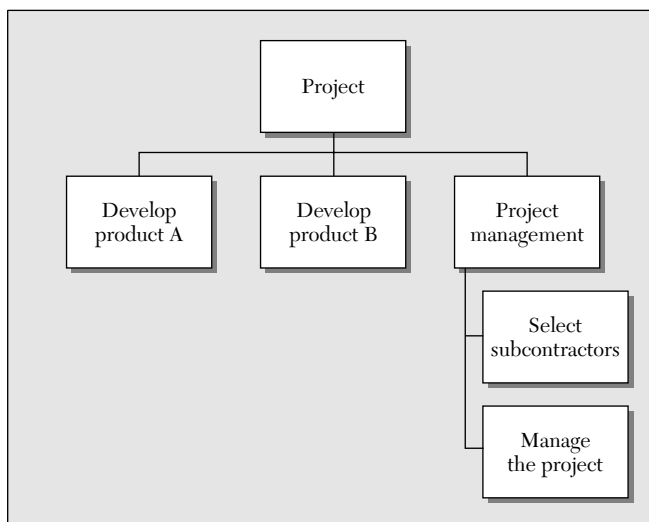 Project
Develop
product A
Develop
product B
Project
management
Select
subcontractors
Manage
the project